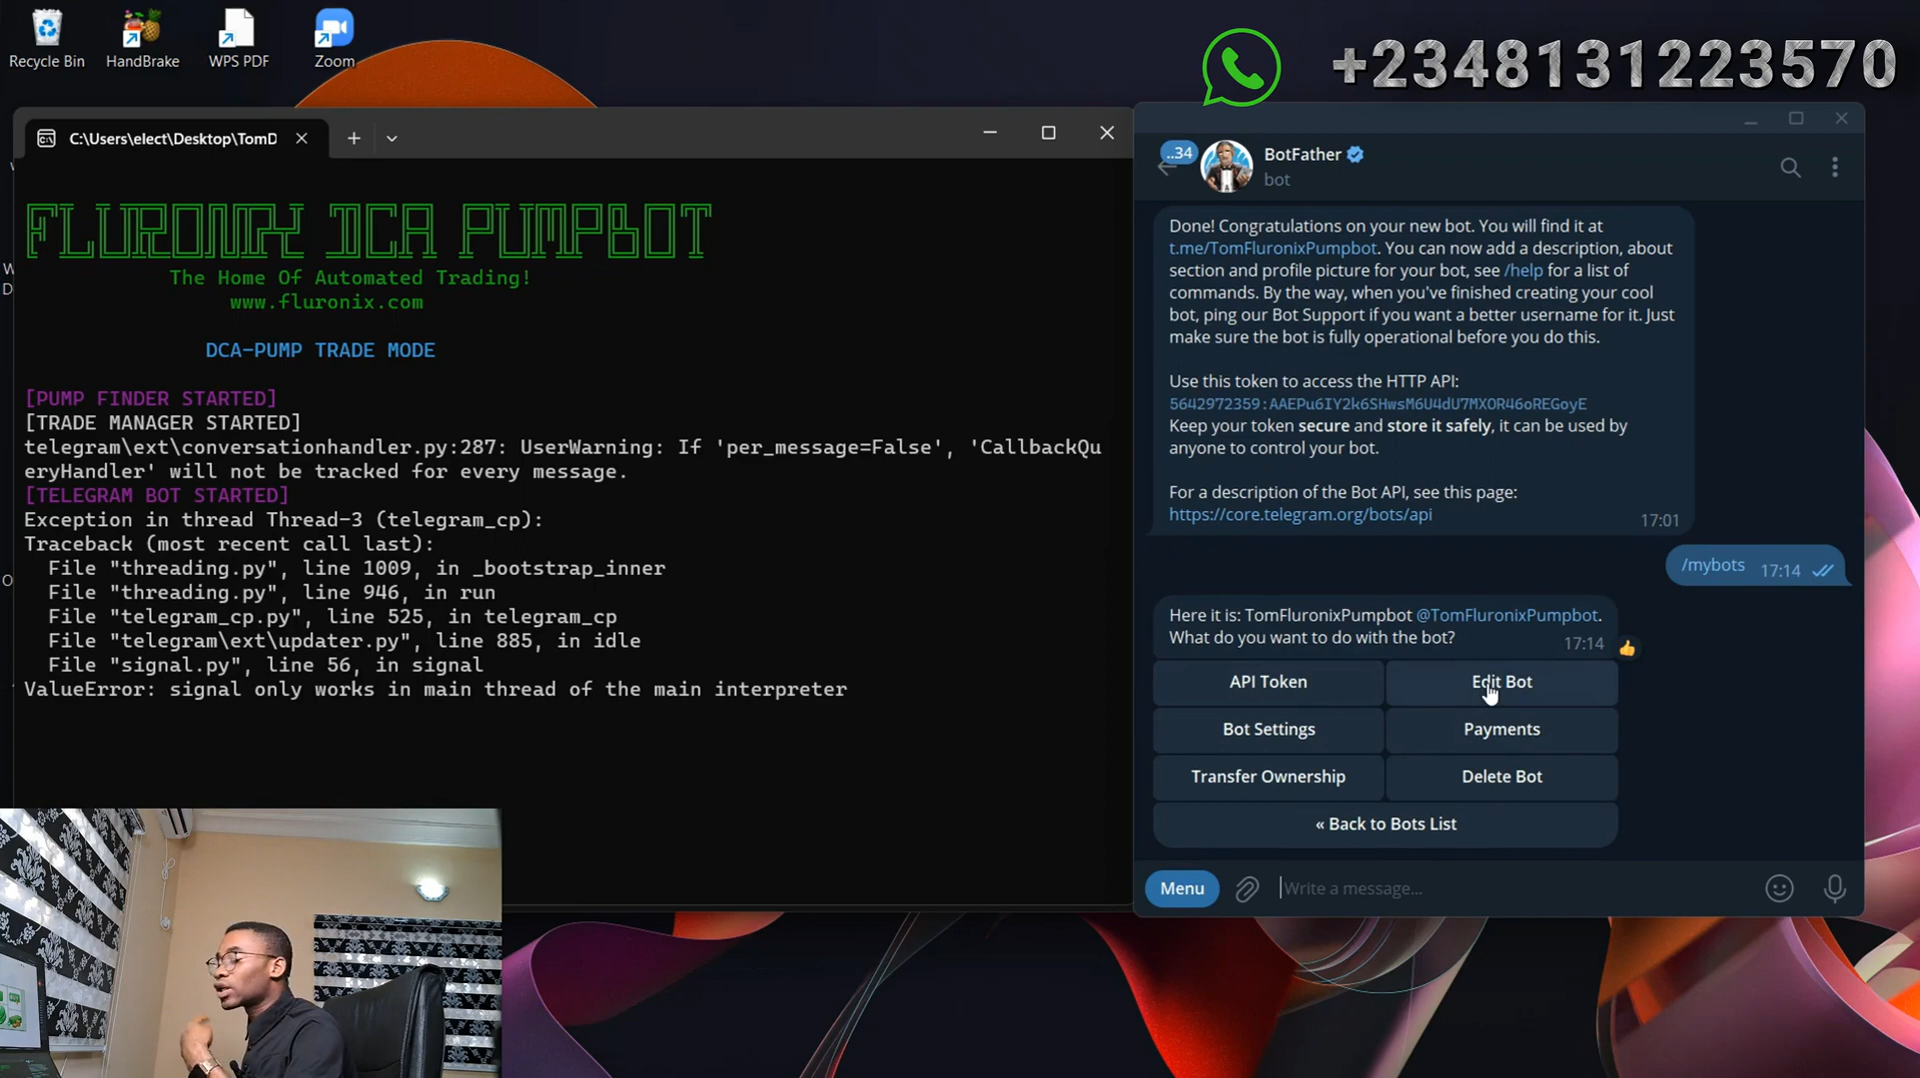 Recycle Bin
HandBrake
WPS PDF
Zoom
+2348131223570
C:\Users\elect\Desktop\TomD
FLURONIX DCA PUMPbOT
The Home Of Automated Trading!
www.fluronix.com
DCA-PUMP TRADE MODE
[PUMP FINDER STARTED]
[TRADE MANAGER STARTED]
telegram\ext\conversationhandler.py:287: UserWarning: If 'per_message=False', 'CallbackQu
eryHandler' will not be tracked for every message.
[TELEGRAM BOT STARTED]
Exception in thread Thread-3 (telegram_cp):
Traceback (most recent call last):
File "threading.py", line 1009, in _bootstrap_inner
File "threading.py", line 946, in run
File "telegram_cp.py", line 525, in telegram_cp
File "telegram\ext\updater.py", line 885, in idle
File "signal.py", line 56, in signal
ValueError: signal only works in main thread of the main interpreter
..34
BotFather
bot
Done! Congratulations on your new bot. You will find it at
t.me/TomFluronixPumpbot. You can now add a description, about
section and profile picture for your bot, see /help for a list of
commands. By the way, when you've finished creating your cool
bot, ping our Bot Support if you want a better username for it. Just
make sure the bot is fully operational before you do this.
Use this token to access the HTTP API:
5642972359:AAEPu6IY2k6SHwsM6U4dU7MXOR46oREGoyE
Keep your token secure and store it safely, it can be used by
anyone to control your bot.
For a description of the Bot API, see this page:
https://core.telegram.org/bots/api
17:01
/mybots 17:14
Here it is: TomFluronixPumpbot @TomFluronixPumpbot.
What do you want to do with the bot?
17:14
API Token
Edit Bot
Bot Settings
Payments
Transfer Ownership
Delete Bot
« Back to Bots List
Menu
Write a message...